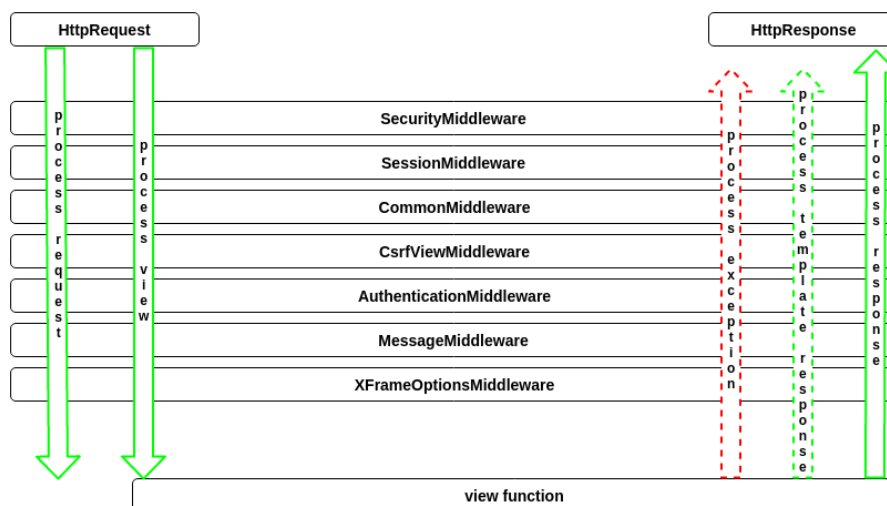 HttpRequest
HttpResponse
SecurityMiddleware
SessionMiddleware
CommonMiddleware
CsrfViewMiddleware
AuthenticationMiddleware
MessageMiddleware
XFrameOptionsMiddleware
process request
process view
process exception
process template response
process response
view function